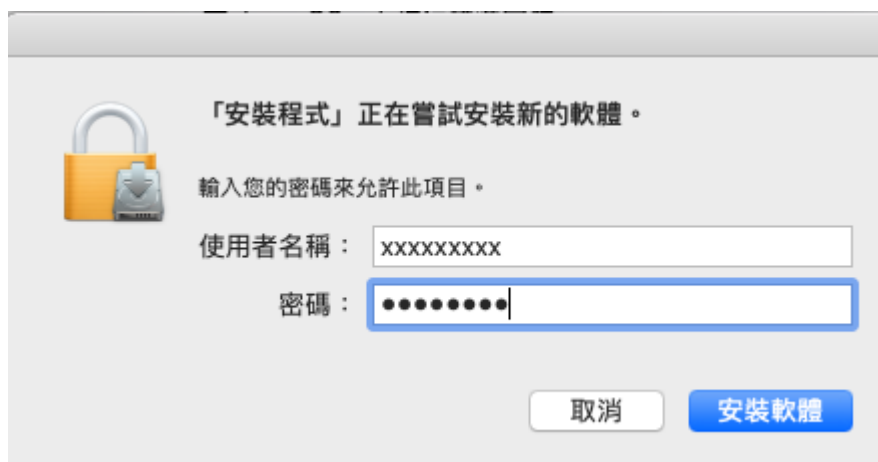 「安裝程式」正在嘗試安裝新的軟體。
輸入您的密碼來允許此項目。
使用者名稱： xxxxxxxxx
密碼： ●●●●●●●●
取消 安裝軟體